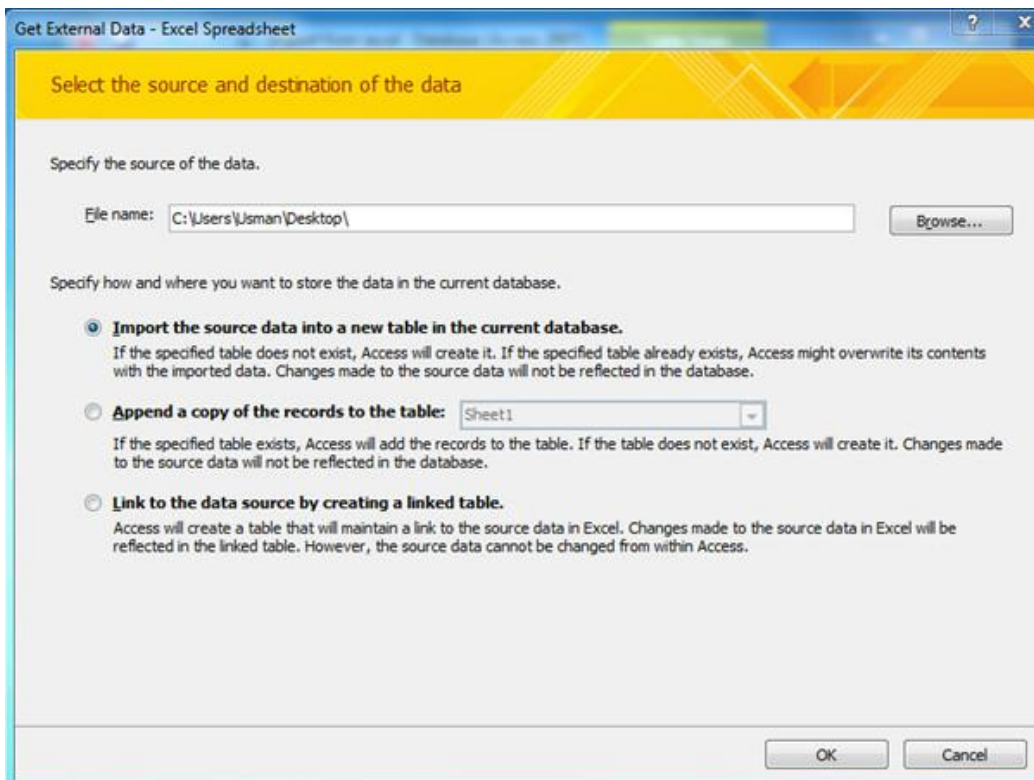 Get External Data - Excel Spreadsheet
Select the source and destination of the data
Specify the source of the data.
File name: C:\Users\Usman\Desktop\ Browse...
Specify how and where you want to store the data in the current database.
Import the source data into a new table in the current database.
If the specified table does not exist, Access will create it. If the specified table already exists, Access might overwrite its contents
with the imported data. Changes made to the source data will not be reflected in the database.
Append a copy of the records to the table: Sheet1
If the specified table exists, Access will add the records to the table. If the table does not exist, Access will create it. Changes made
to the source data will not be reflected in the database.
Link to the data source by creating a linked table.
Access will create a table that will maintain a link to the source data in Excel. Changes made to the source data in Excel will be
reflected in the linked table. However, the source data cannot be changed from within Access.
OK Cancel